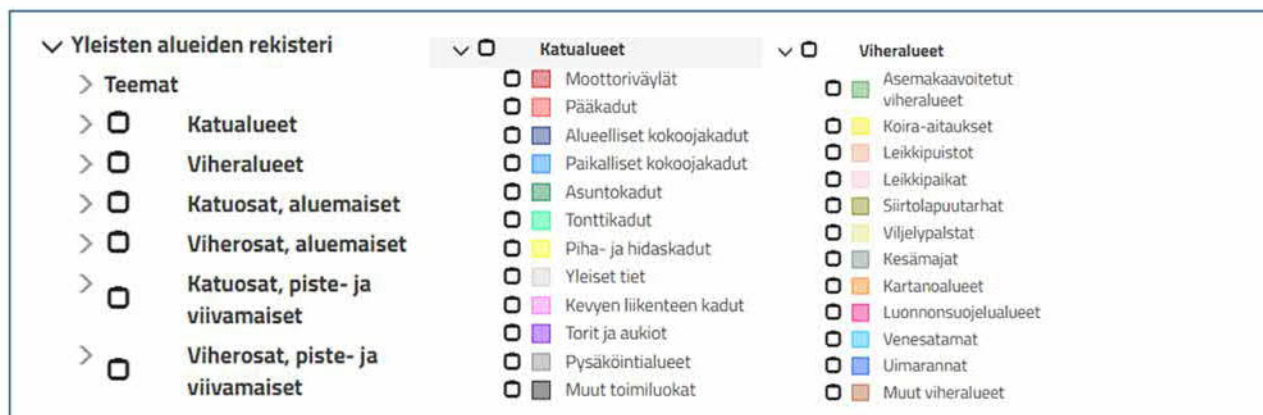 Yleisten alueiden rekisteri
Teemat
Katualueet
Viheralueet
Katuosat, aluemaiset
Viherosat, aluemaiset
Katuosat, piste- ja
viivamaiset
Viherosat, piste- ja
viivamaiset
Katualueet
Moottoriväylät
Pääkadut
Alueelliset kokoojakadut
Paikalliset kokoojakadut
Asuntokadut
Tonttikadut
Piha- ja hidaskadut
Yleiset tiet
Kevyen liikenteen kadut
Torit ja aukiot
Pysäköintialueet
Muut toimiluokat
Viheralueet
Asemakaavoitetut
viheralueet
Koira-aitaukset
Leikkipuistot
Leikkipaikat
Siirtolapuutarhat
Viljelypalstat
Kesämajat
Kartanoalueet
Luonnonsuojelualueet
Venesatamat
Uimarannat
Muut viheralueet